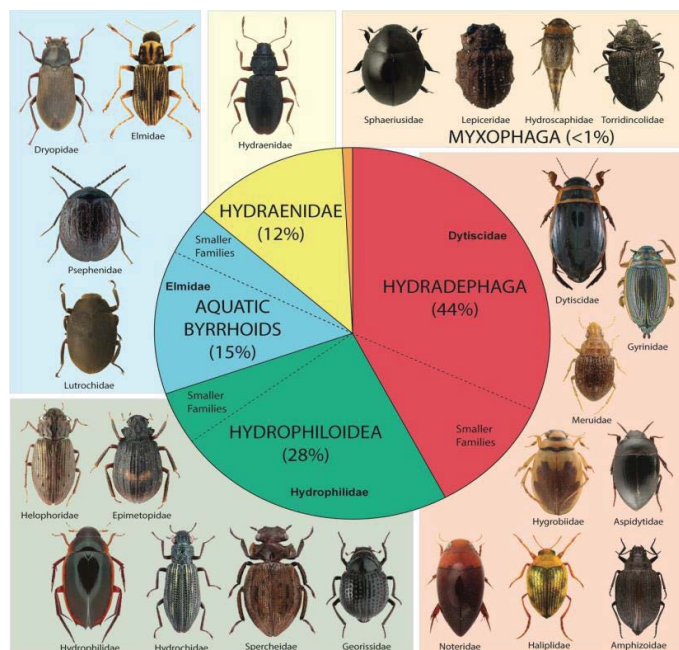 Dryopidae
Elmidae
Psephenidae
Lutrochidae
Hydraenidae
Sphaeriusidae
Lepiceridae
Hydroscaphidae
Torridincolidae
MYXOPHAGA (<1%)
HYDRAENIDAE
(12%)
Smaller
Families
Elmidae
AQUATIC
BYRRHOIDS
(15%)
Dytiscidae
HYDRADEPHAGA
(44%)
Smaller
Families
Smaller
Families
HYDROPHILOIDEA
(28%)
Hydrophilidae
Dytiscidae
Gyrinidae
Meruidae
Hygrobiidae
Aspidytidae
Noteridae
Haliplidae
Amphizoidae
Helophoridae
Epimetopidae
Hydrophilidae
Hydrochidae
Spercheidae
Georissidae